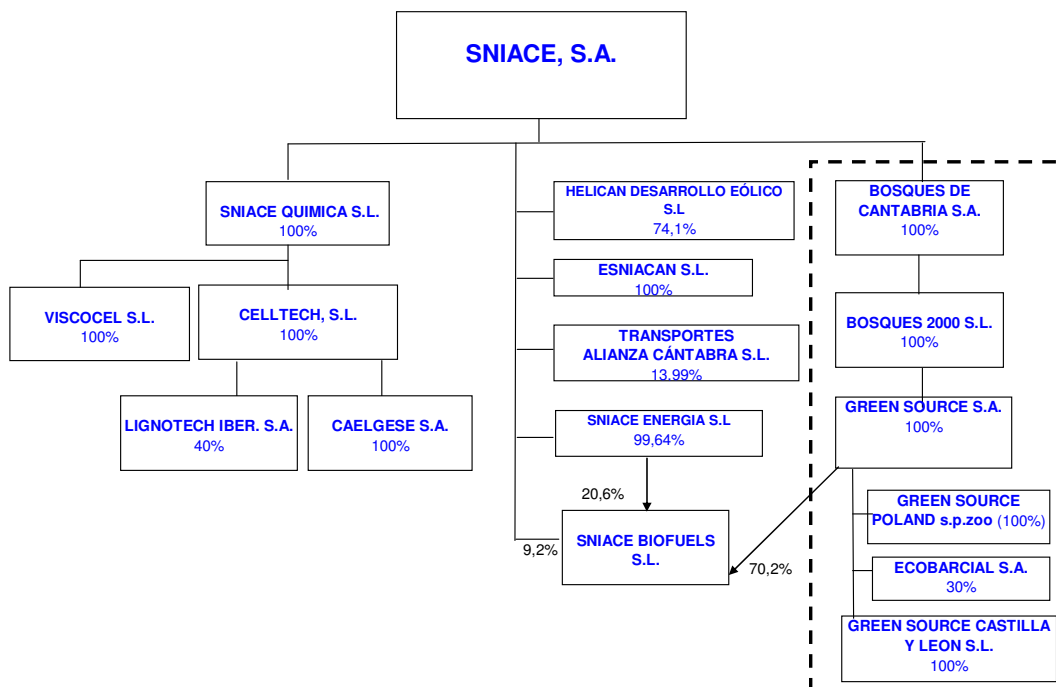 SNIACE, S.A.
SNIACE QUIMICA S.L.
100%
VISCOCEL S.L.
100%
CELLTECH, S.L.
100%
LIGNOTECH IBER. S.A.
40%
CAELGESE S.A.
100%
HELICAN DESARROLLO EÓLICO
S.L
74,1%
ESNIACAN S.L.
100%
TRANSPORTES
ALIANZA CÁNTABRA S.L.
13.99%
SNIACE ENERGIA S.L
99,64%
20,6%
SNIACE BIOFUELS
S.L.
9,2%
70,2%
BOSQUES DE
CANTABRIA S.A.
100%
BOSQUES 2000 S.L.
100%
GREEN SOURCE S.A.
100%
GREEN SOURCE
POLAND s.p.zoo (100%)
ECOBARCIAL S.A.
30%
GREEN SOURCE CASTILLA
Y LEON S.L.
100%